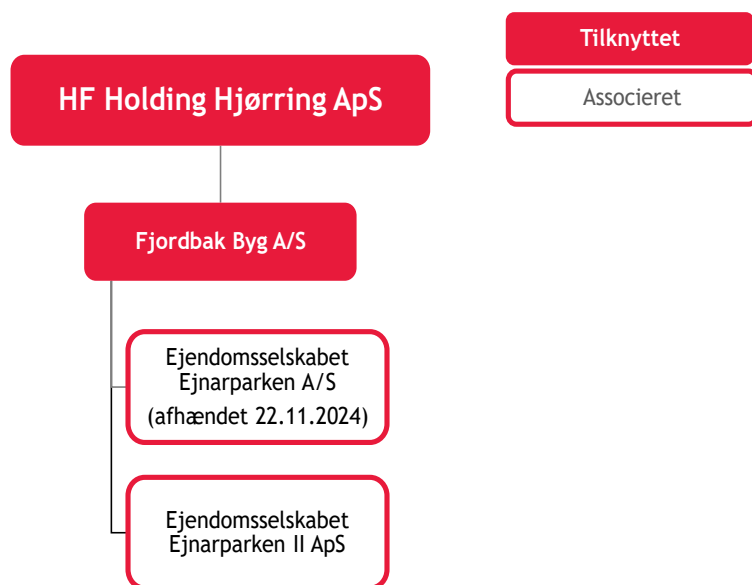 Tilknyttet
HF Holding Hjørring ApS
Associeret
Fjordbak Byg A/S
Ejendomsselskabet
Ejnarparken A/S
(afhændet 22.11.2024)
Ejendomsselskabet
Ejnarparken II ApS